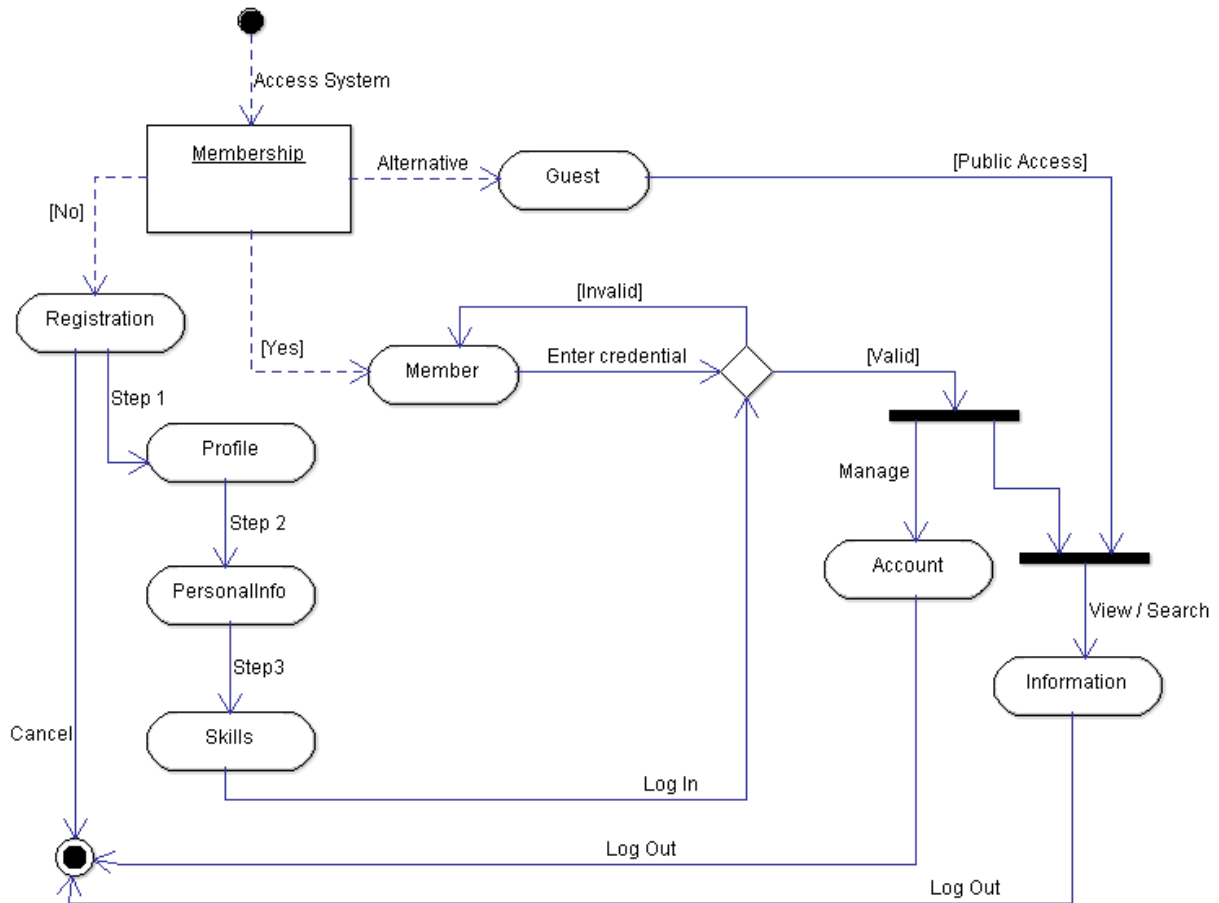 Access System
Membership
Alternative
Guest
[Public Access]
[No]
Registration
[Invalid]
[Yes]
Member
Enter credential
[Valid]
Step 1
Profile
Manage
Step 2
Account
PersonalInfo
View / Search
Step3
Information
Cancel
Skills
Log In
Log Out
Log Out